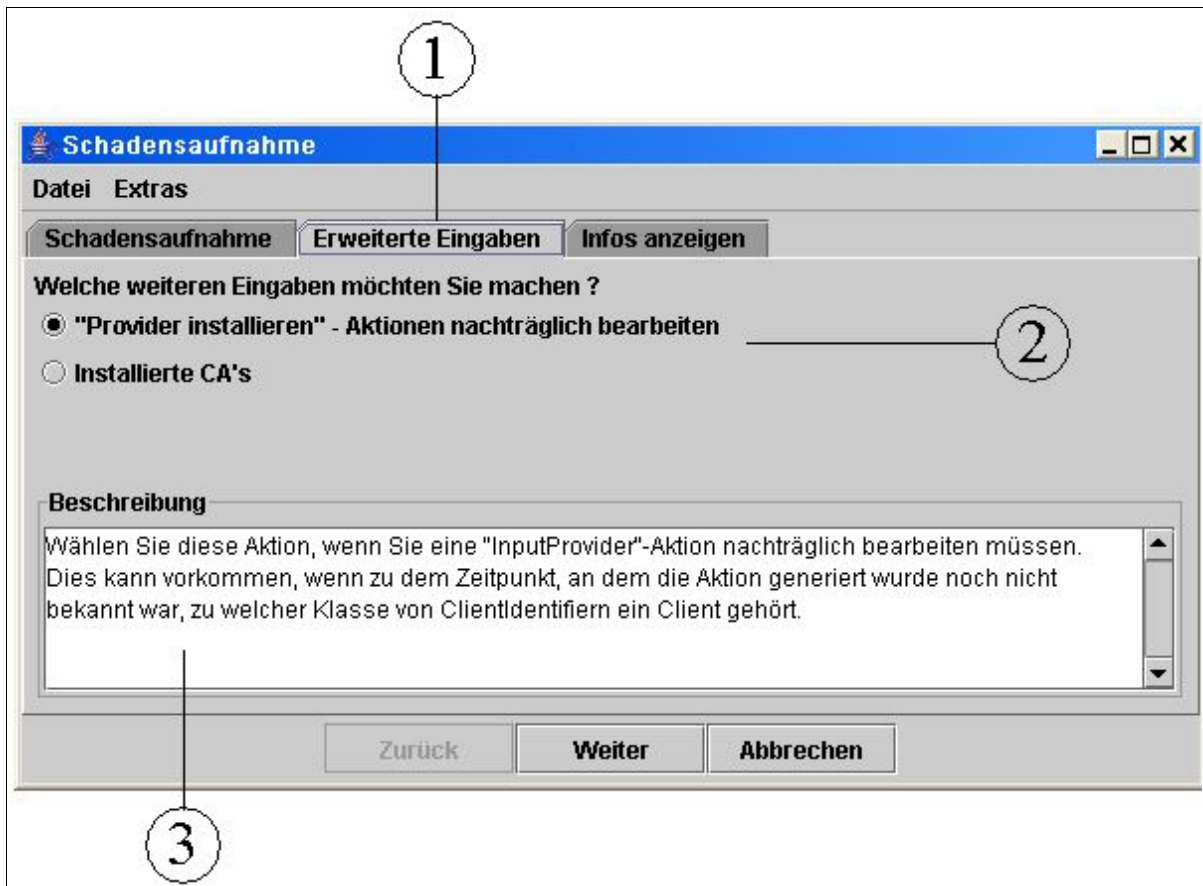 1
Schadensaufnahme
Datei Extras
Schadensaufnahme Erweiterte Eingaben Infos anzeigen
Welche weiteren Eingaben möchten Sie machen ?
"Provider installieren" - Aktionen nachträglich bearbeiten
2
Installierte CA's
Beschreibung
Wählen Sie diese Aktion, wenn Sie eine "InputProvider"-Aktion nachträglich bearbeiten müssen.
Dies kann vorkommen, wenn zu dem Zeitpunkt, an dem die Aktion generiert wurde noch nicht
bekannt war, zu welcher Klasse von ClientIdentifiern ein Client gehört.
Zurück Weiter Abbrechen
3